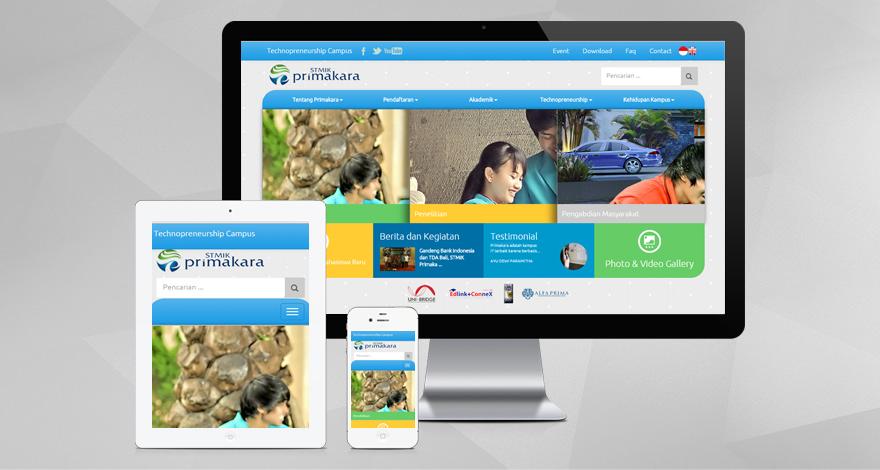 Technopreneurship Campus
You Tube
Event
Download
Faq
Contact
STMIK
primakara
Pencarian ...
Tentang Primakara
Pendaftaran
Akademik
Technopreneurship
Kehidupan Kampus
Penelitian
Pengabdian Masyarakat
Baru
Berita dan Kegiatan
Gandeng Bank Indonesia
dan TDA Bali, STMIK
Primaka ...
Testimonial
Primakara adalah kampus
IT terbaik karena berbasis...
AYU DEWI PARAMITHA
Photo & Video Gallery
UNI-BRIDGE
Edlink+ConneX
ALFA PRIMA
Technopreneurship Campus
STMIK
primakara
Pencarian ...
Technopreneurship Campus
STMIK
primakara
Pencarian ...